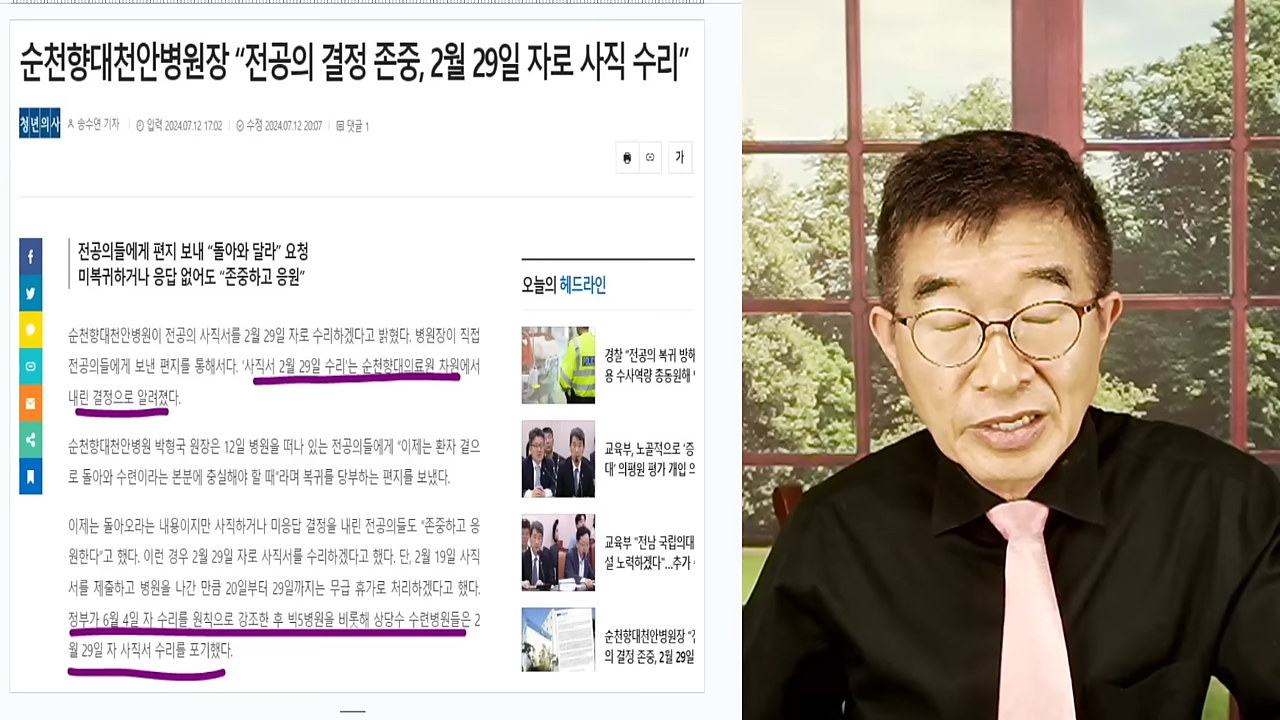 순천향대천안병원장 “전공의 결정 존중, 2월 29일 자로 사직 수리”
청년의사 송수연 기자 입력 2024.07.12 17:02 수정 2024.07.12 20:07 댓글 1
가
전공의들에게 편지 보내 “돌아와 달라” 요청
미복귀하거나 응답 없어도 “존중하고 응원”
순천향대천안병원이 전공의 사직서를 2월 29일 자로 수리하겠다고 밝혔다. 병원장이 직접
전공의들에게 보낸 편지를 통해서다. ‘사직서 2월 29일 수리’는 순천향대의료원 차원에서
내린 결정으로 알려졌다.
순천향대천안병원 박형국 원장은 12일 병원을 떠나 있는 전공의들에게 “이제는 환자 곁으
로 돌아와 수련이라는 본분에 충실해야 할 때”라며 복귀를 당부하는 편지를 보냈다.
이제는 돌아오라는 내용이지만 사직하거나 미응답 결정을 내린 전공의들도 “존중하고 응
원한다”고 했다. 이런 경우 2월 29일 자로 사직서를 수리하겠다고 했다. 단, 2월 19일 사직
서를 제출하고 병원을 나간 만큼 20일부터 29일까지는 무급 휴가로 처리하겠다고 했다.
정부가 6월 4일 자 수리를 원칙으로 강조한 후 빅5병원을 비롯해 상당수 수련병원들은 2
월 29일 자 사직서 수리를 포기했다.
오늘의 헤드라인
경찰 “전공의 복귀 방해
용 수사역량 총동원해
교육부, 노골적으로 ‘증
대’ 의평원 평가 개입 으
교육부 “전남 국립의대
설 노력하겠다”…추가
순천향대천안병원장 “전
의 결정 존중, 2월 29일